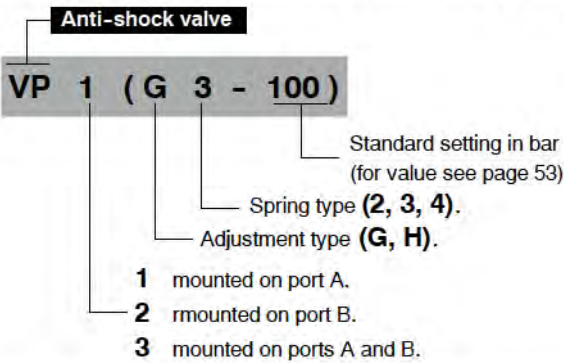 Anti-shock valve
VP 1 ( G 3 - 100 )
Standard setting in bar
(for value see page 53)
Spring type (2, 3, 4).
Adjustment type (G, H).
1 mounted on port A.
2 rmounted on port B.
3 mounted on ports A and B.